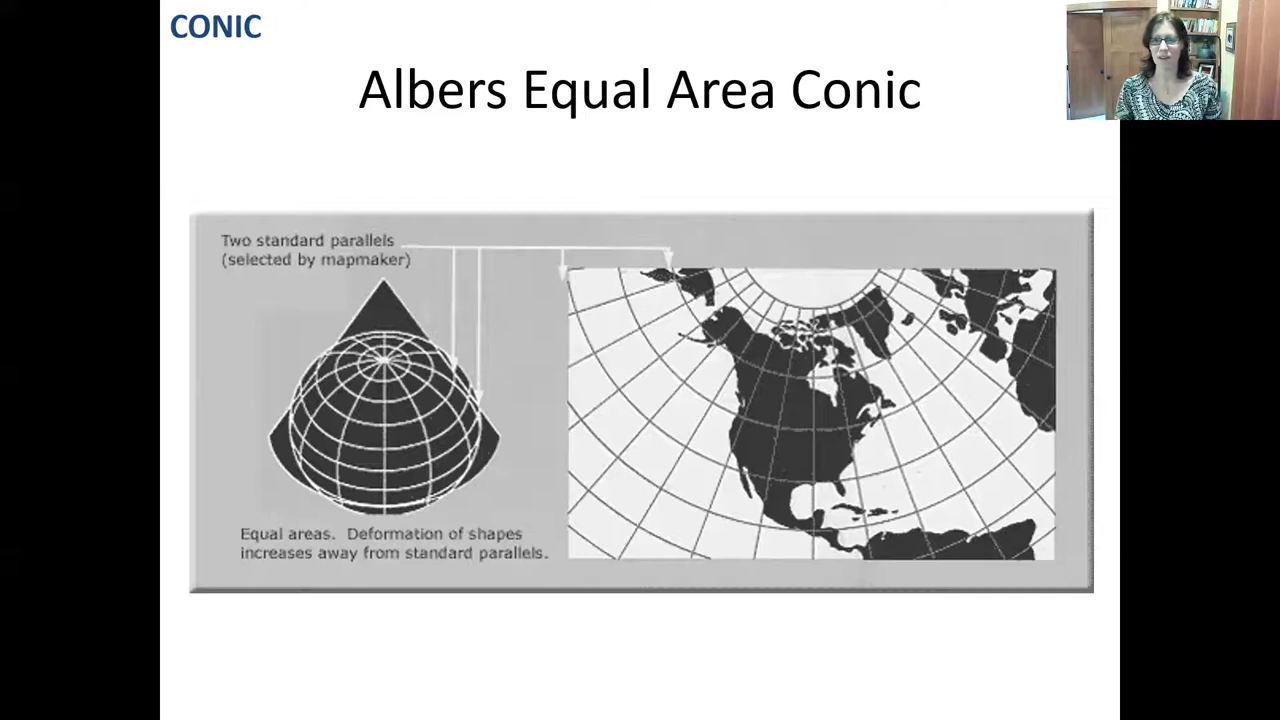 CONIC
Albers Equal Area Conic
Two standard parallels
(selected by mapmaker)
Equal areas.  Deformation of shapes
increases away from standard parallels.